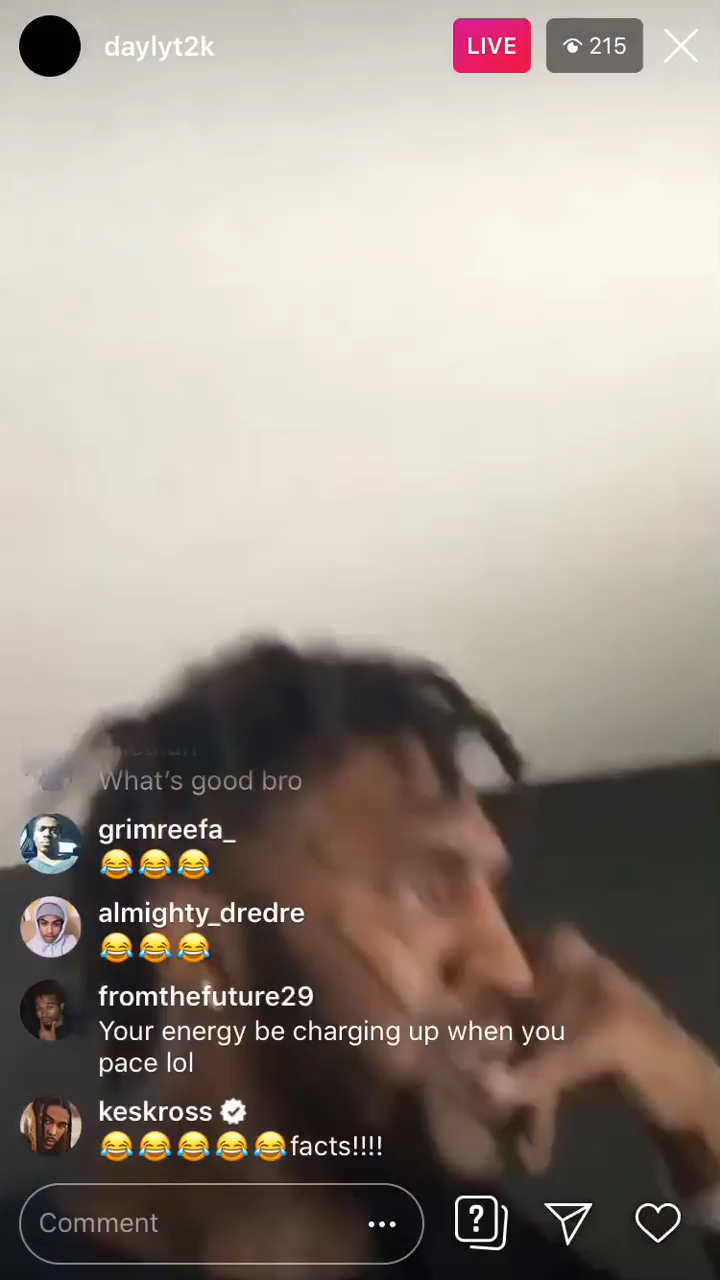 daylyt2k
LIVE
215
What's good bro
grimreefa_
😂😂😂
almighty_dredre
😂😂😂
fromthefuture29
Your energy be charging up when you
pace lol
keskross
😂😂😂😂😂facts!!!!
Comment